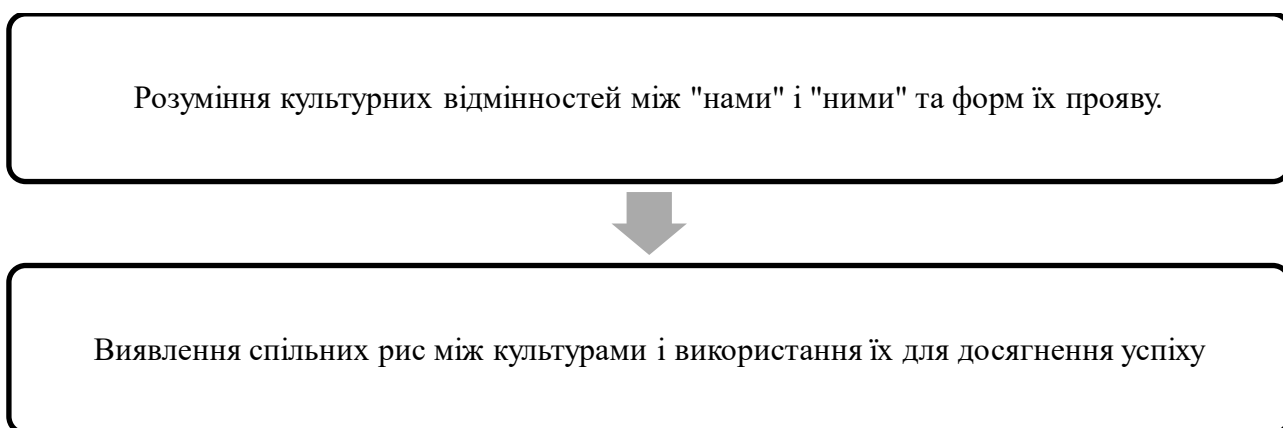 Розуміння культурних відмінностей між "нами" і "ними" та форм їх прояву.
Виявлення спільних рис між культурами і використання їх для досягнення успіху